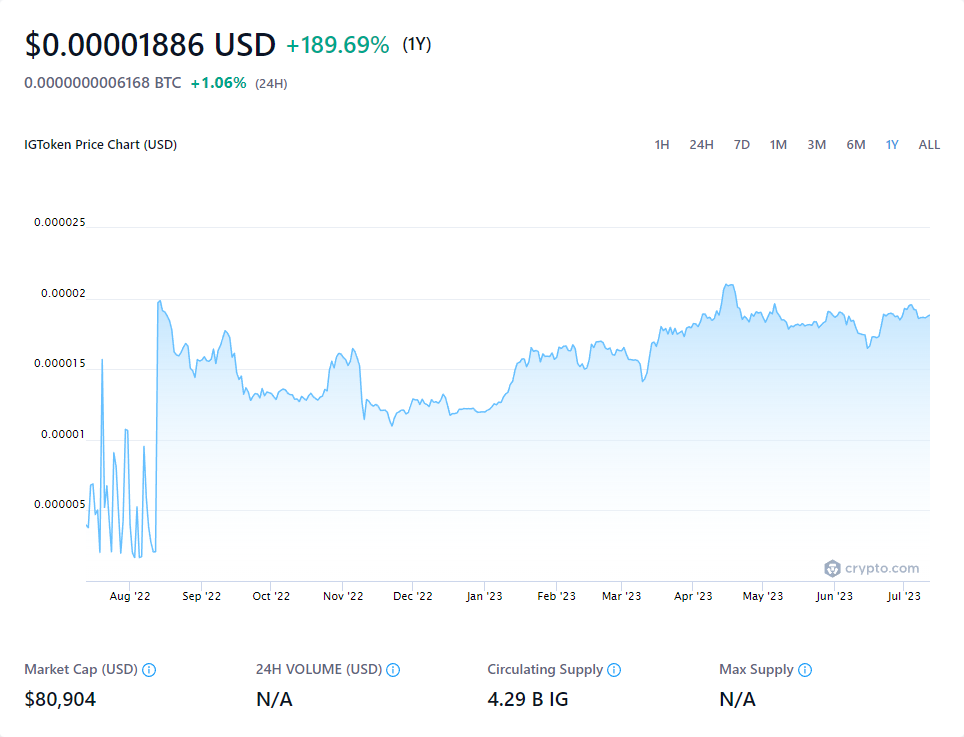 $0.00001886 USD +189.69% (1Y)
0.0000000006168 BTC +1.06% (24H)
IGToken Price Chart (USD) 1H 24H 7D 1M 3M 6M 1Y ALL
0.000025
0.00002
0.000015
0.00001
0.000005
crypto.com
Aug '22 Sep '22 Oct '22 Nov '22 Dec '22 Jan '23 Feb '23 Mar '23 Apr '23 May '23 Jun '23 Jul '23
Market Cap (USD) 24H VOLUME (USD) Circulating Supply Max Supply
$80,904 N/A 4.29 B IG N/A